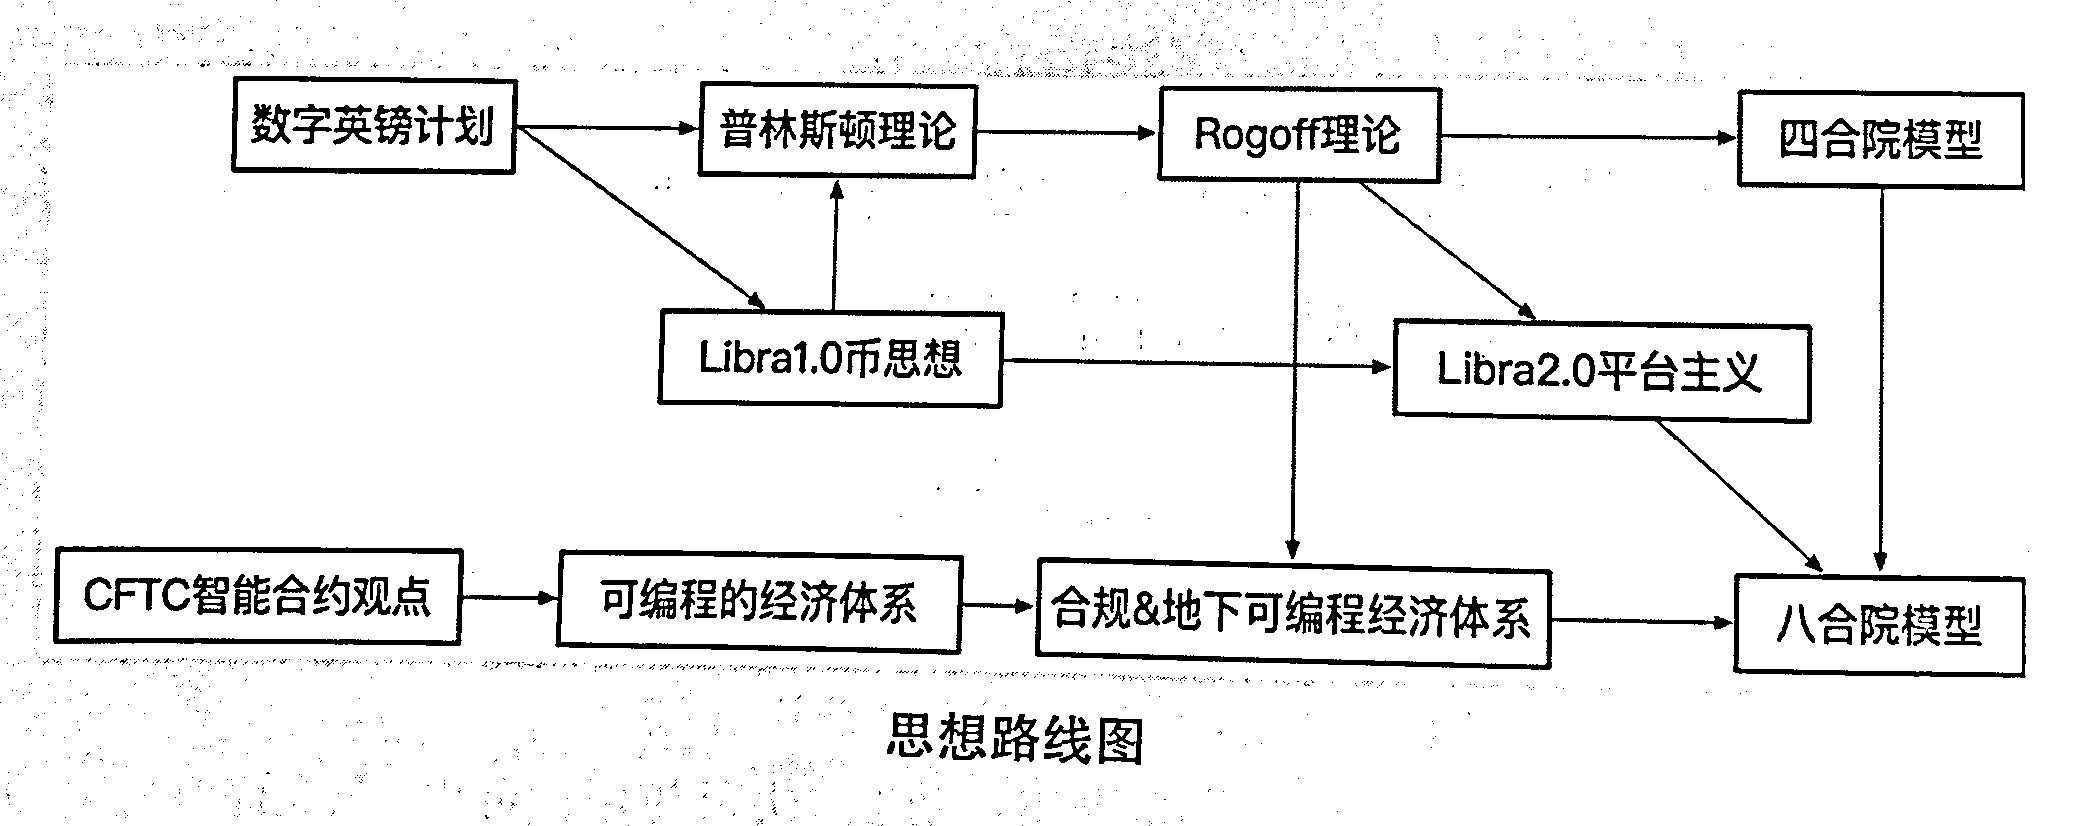 数字英镑计划
普林斯顿理论
Rogoff理论
四合院模型
Libra1.0币思想
Libra2.0平台主义
CFTC智能合约观点
可编程的经济体系
合规&地下可编程经济体系
八合院模型
思想路线图